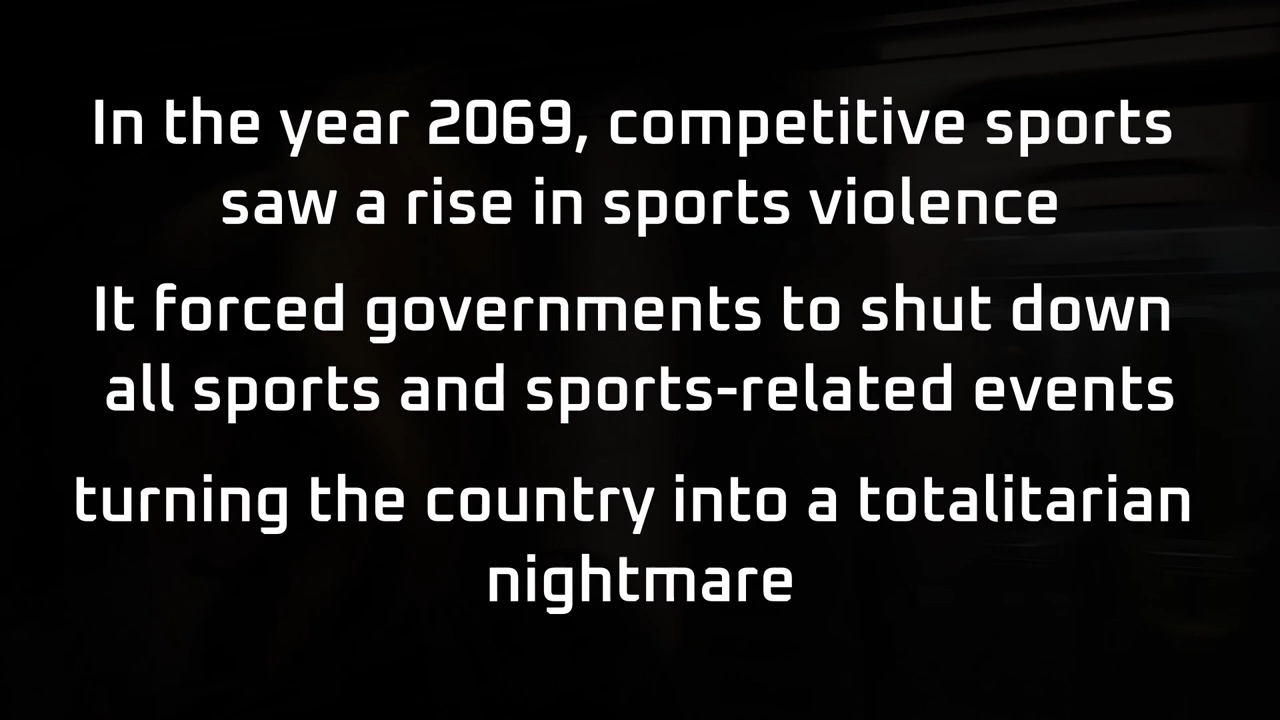 In the year 2069, competitive sports
saw a rise in sports violence
It forced governments to shut down
all sports and sports-related events
turning the country into a totalitarian
nightmare